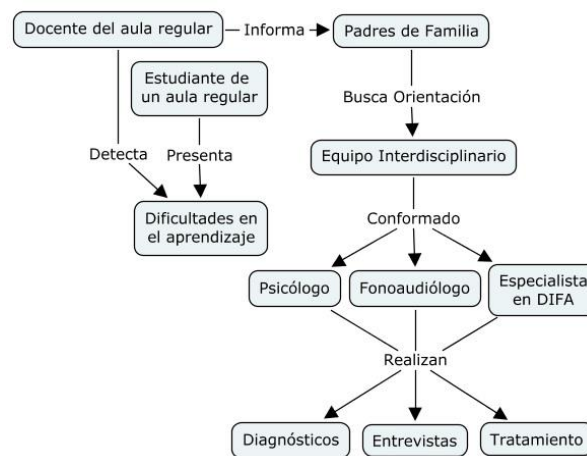 Docente del aula regular
Informa
Padres de Familia
Estudiante de
un aula regular
Busca Orientación
Detecta
Presenta
Equipo Interdisciplinario
Dificultades en
el aprendizaje
Conformado
Psicólogo
Fonoaudiólogo
Especialista
en DIFA
Realizan
Diagnósticos
Entrevistas
Tratamiento